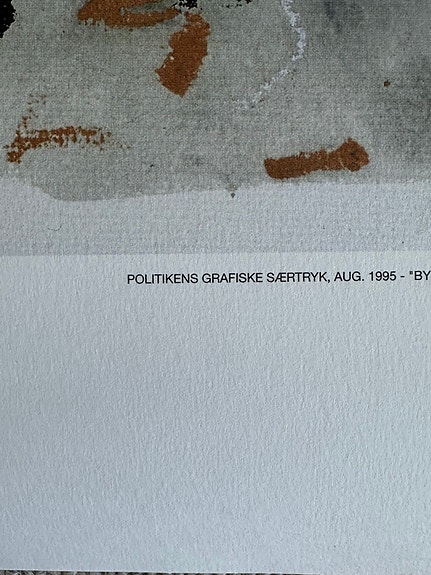 POLITIKENS GRAFISKE SÆRTRYK, AUG. 1995 - "BY